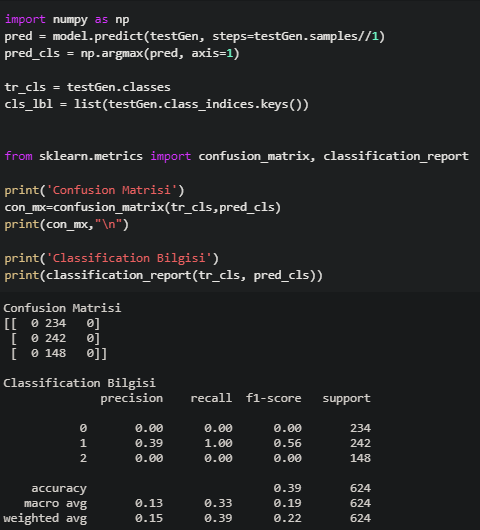 import numpy as np
pred = model.predict(testGen, steps=testGen.samples//1)
pred_cls = np.argmax(pred, axis=1)
tr_cls = testGen.classes
cls_lbl = list(testGen.class_indices.keys())
from sklearn.metrics import confusion_matrix, classification_report
print('Confusion Matrisi')
con_mx=confusion_matrix(tr_cls,pred_cls)
print(con_mx,"\n")
print('Classification Bilgisi')
print(classification_report(tr_cls, pred_cls))
Confusion Matrisi
[[  0 234   0]
 [  0 242   0]
 [  0 148   0]]
Classification Bilgisi
              precision    recall  f1-score   support
           0       0.00      0.00      0.00       234
           1       0.39      1.00      0.56       242
           2       0.00      0.00      0.00       148
    accuracy                           0.39       624
   macro avg       0.13      0.33      0.19       624
weighted avg       0.15      0.39      0.22       624